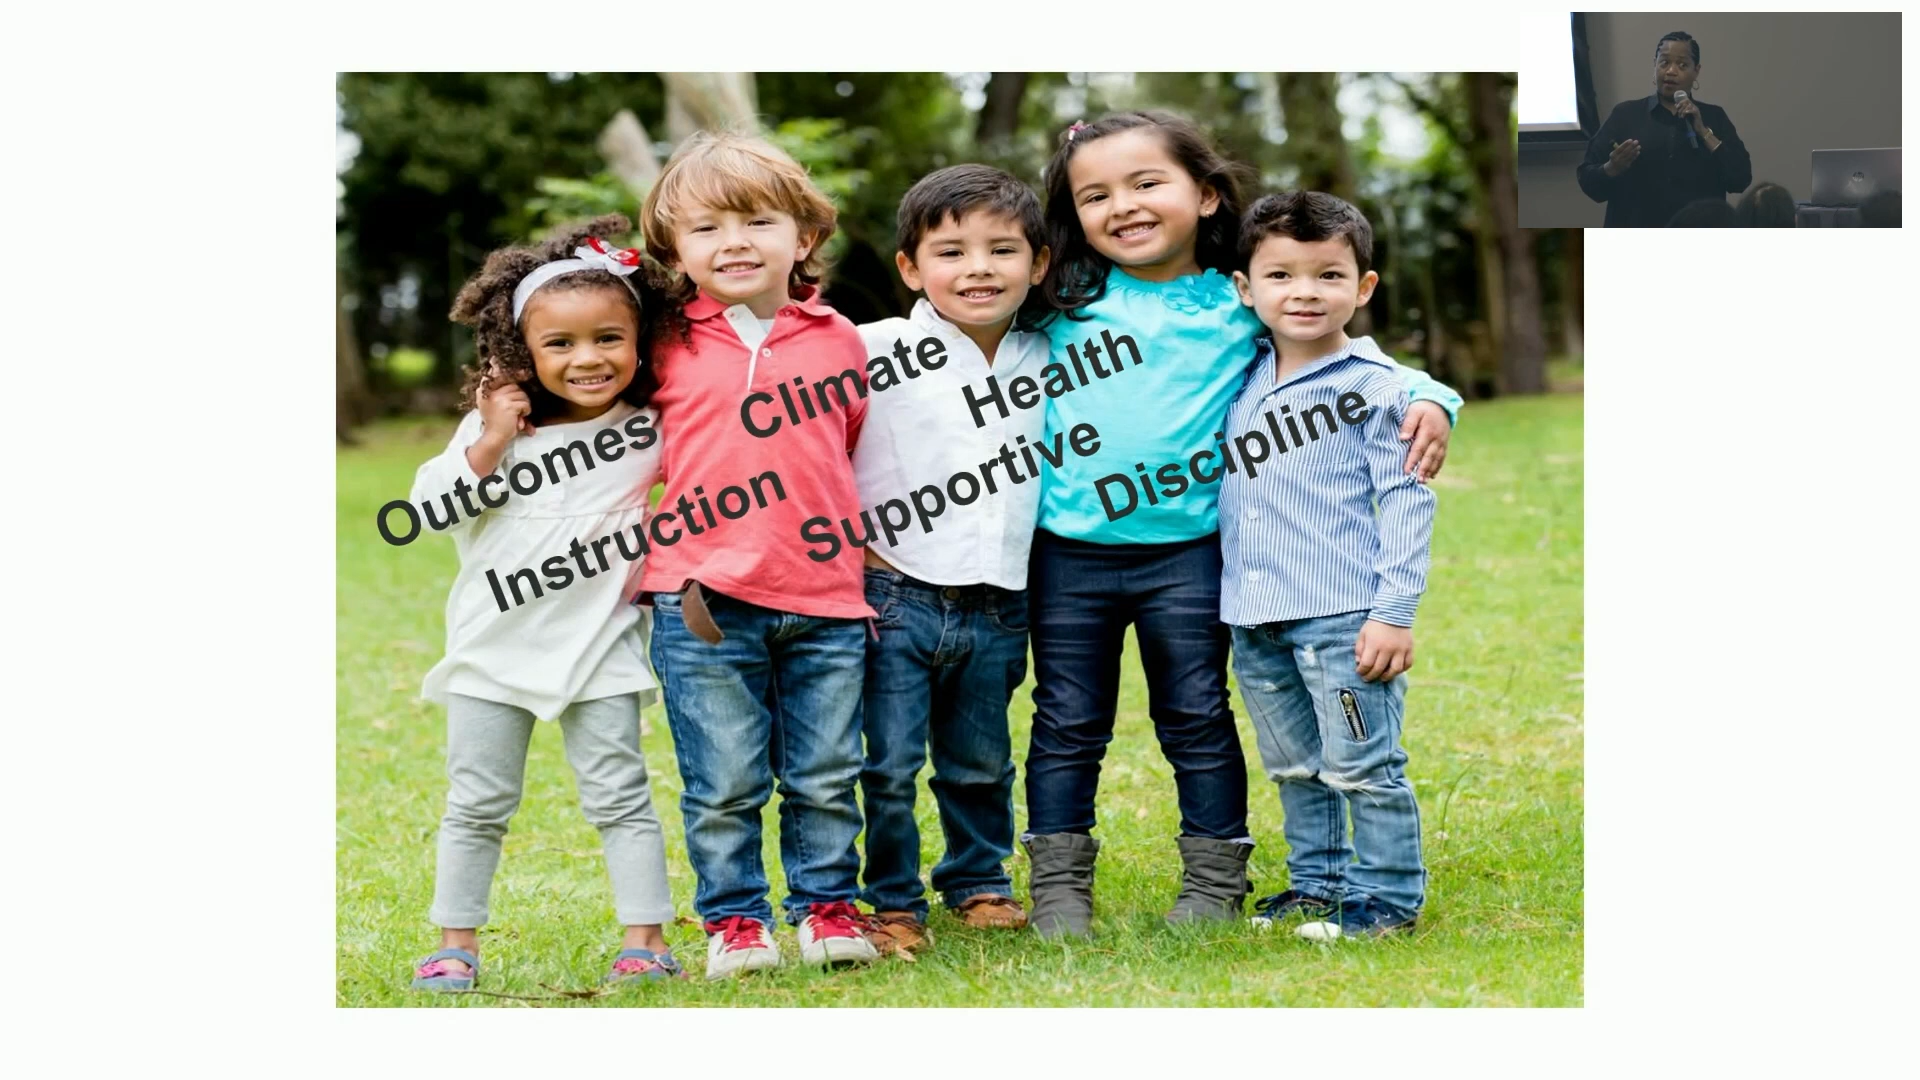 Outcomes
Climate
Health
Instruction
Supportive
Discipline